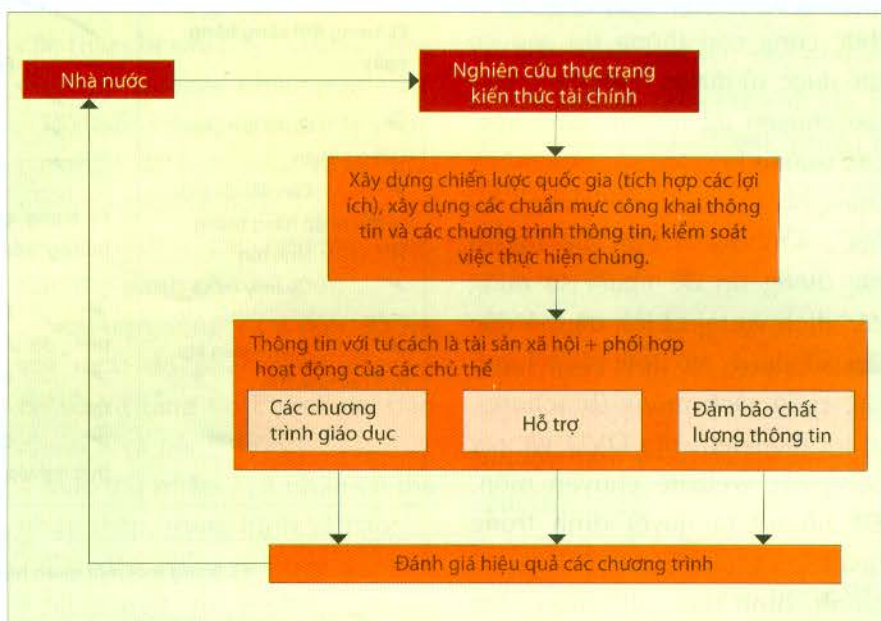 Nhà nước
Nghiên cứu thực trạng
kiến thức tài chính
Xây dựng chiến lược quốc gia (tích hợp các lợi
ích), xây dựng các chuẩn mực công khai thông
tin và các chương trình thông tin, kiểm soát
việc thực hiện chúng.
Thông tin với tư cách là tài sản xã hội + phối hợp
hoạt động của các chủ thể
Các chương
trình giáo dục
Hỗ trợ
Đảm bảo chất
lượng thông tin
Đánh giá hiệu quả các chương trình